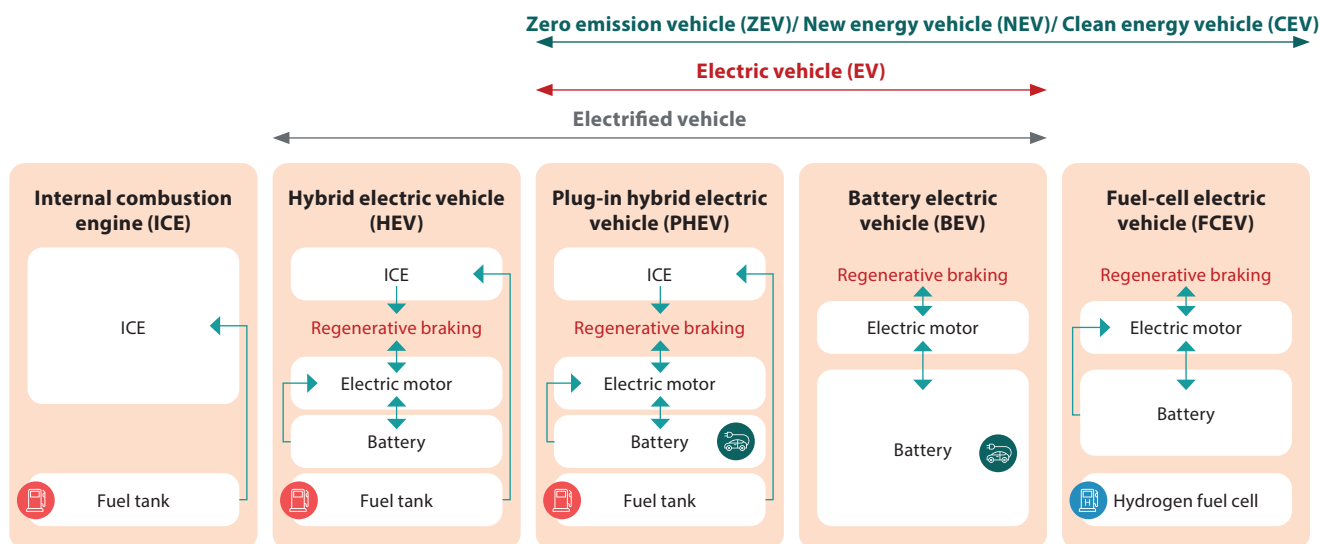 Zero emission vehicle (ZEV)/ New energy vehicle (NEV)/ Clean energy vehicle (CEV)
Electric vehicle (EV)
Electrified vehicle
Internal combustion
engine (ICE)
ICE
Fuel tank
Hybrid electric vehicle
(HEV)
ICE
Regenerative braking
Electric motor
Battery
Fuel tank
Plug-in hybrid electric
vehicle (PHEV)
ICE
Regenerative braking
Electric motor
Battery
Fuel tank
Battery electric
vehicle (BEV)
Regenerative braking
Electric motor
Battery
Fuel-cell electric
vehicle (FCEV)
Regenerative braking
Electric motor
Battery
H
Hydrogen fuel cell